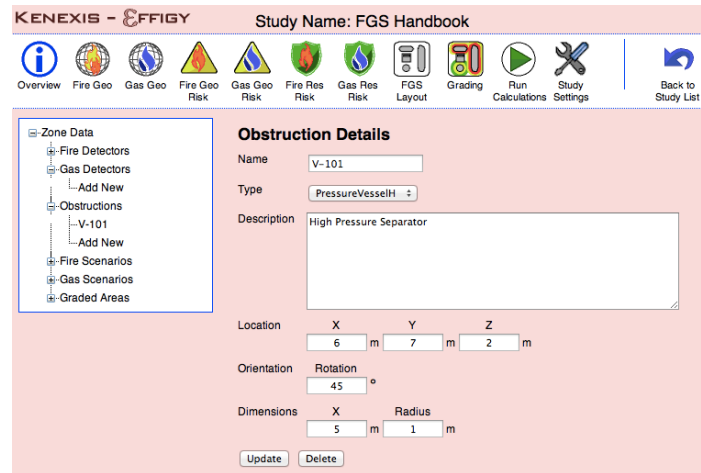 KENEXIS - EFFIGY
Study Name: FGS Handbook
Overview
Fire Geo
Gas Geo
Fire Geo Risk
Gas Geo Risk
Fire Res Risk
Gas Res Risk
FGS Layout
Grading
Run Calculations
Study Settings
Back to Study List
Zone Data
Fire Detectors
Gas Detectors
Add New
Obstructions
V-101
Add New
Fire Scenarios
Gas Scenarios
Graded Areas
Obstruction Details
Name V-101
Type PressureVesselH
Description High Pressure Separator
Location X Y Z
6 m 7 m 2 m
Orientation Rotation
45 °
Dimensions X Radius
5 m 1 m
Update Delete